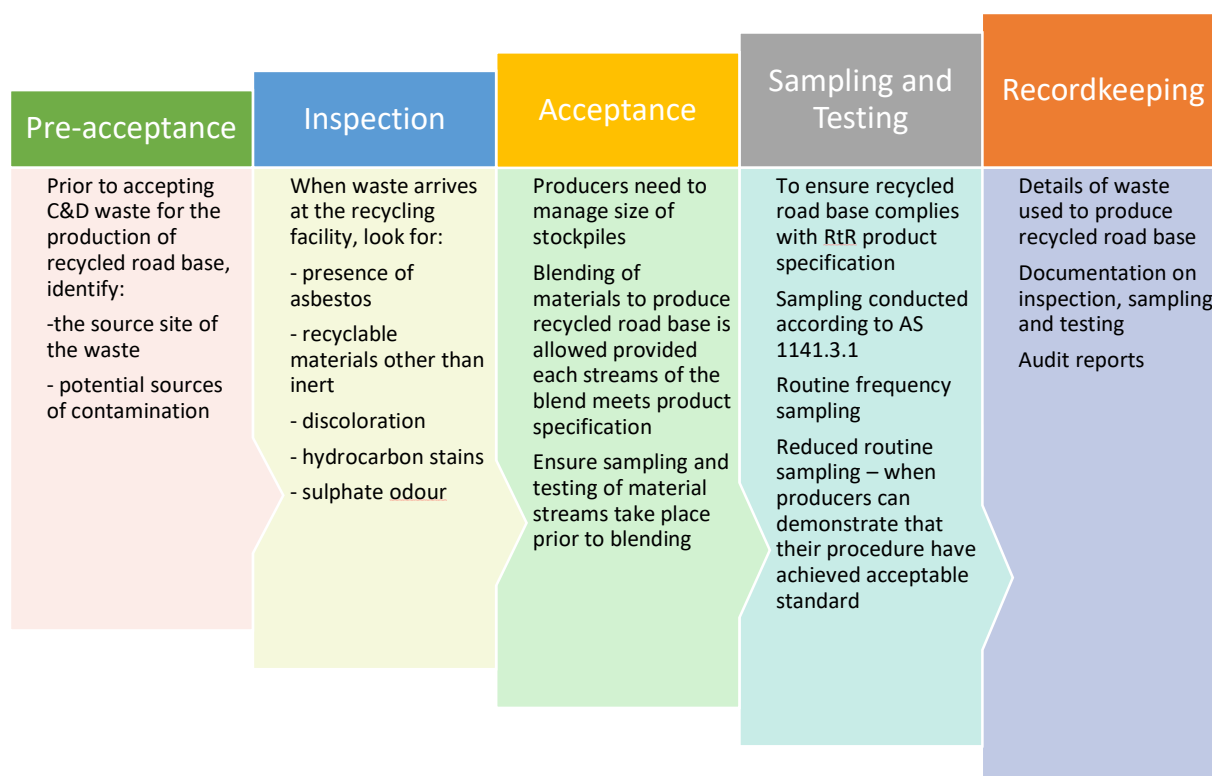 Pre-acceptance
Prior to accepting
C&D waste for the
production of
recycled road base,
identify:
-the source site of
the waste
- potential sources
of contamination
Inspection
When waste arrives
at the recycling
facility, look for:
- presence of
asbestos
- recyclable
materials other than
inert
- discoloration
- hydrocarbon stains
- sulphate odour
Acceptance
Producers need to
manage size of
stockpiles
Blending of
materials to produce
recycled road base is
allowed provided
each streams of the
blend meets product
specification
Ensure sampling and
testing of material
streams take place
prior to blending
Sampling and
Testing
To ensure recycled
road base complies
with RtR product
specification
Sampling conducted
according to AS
1141.3.1
Routine frequency
sampling
Reduced routine
sampling – when
producers can
demonstrate that
their procedure have
achieved acceptable
standard
Recordkeeping
Details of waste
used to produce
recycled road base
Documentation on
inspection, sampling
and testing
Audit reports